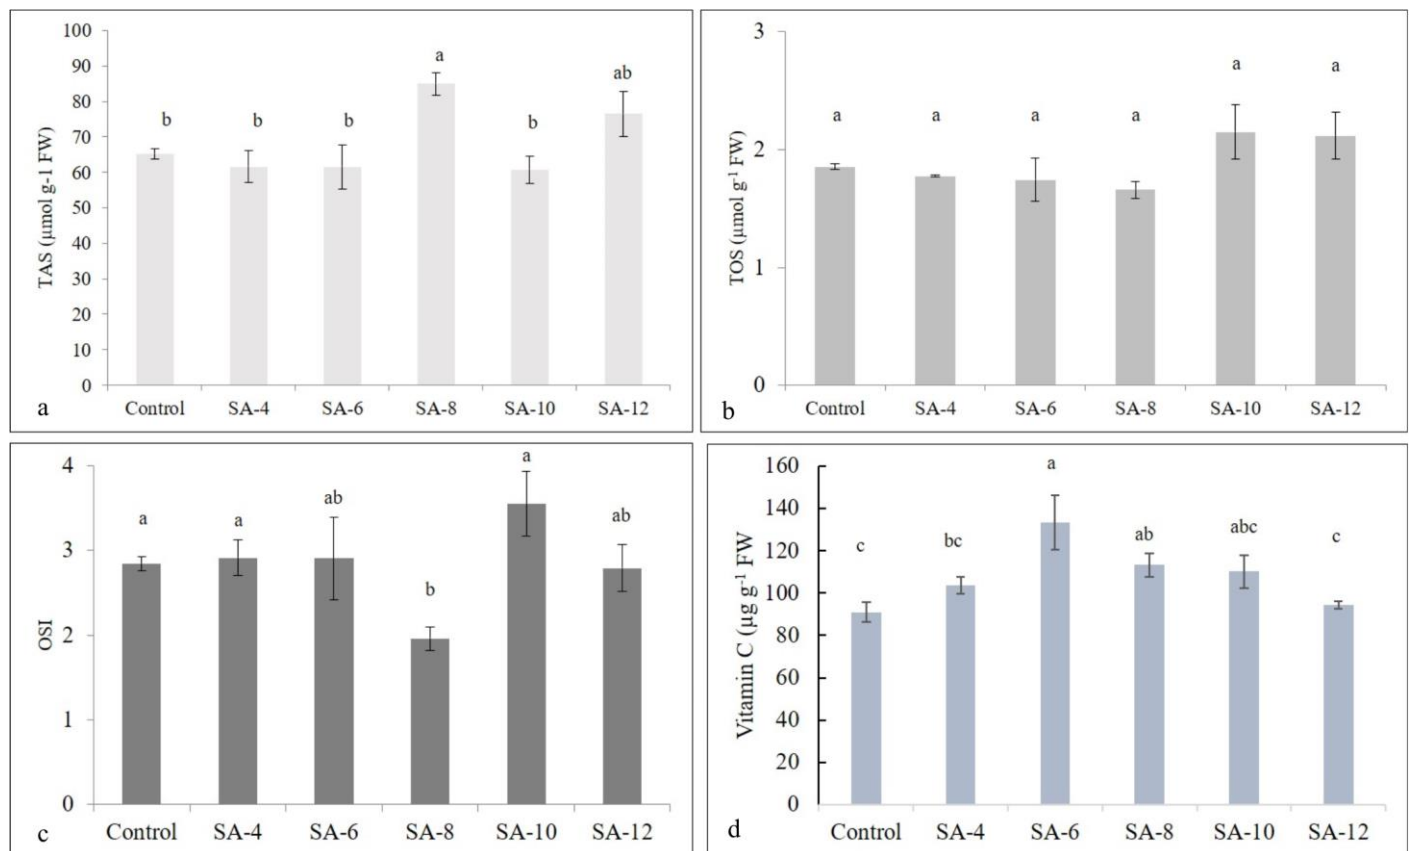 100
90
80
70
60
50
40
30
20
10
0
TAS (µmol g-1 FW)
b b b a b ab
Control SA-4 SA-6 SA-8 SA-10 SA-12
a
3
2
1
0
TOS (µmol g⁻¹ FW)
a a a a a a
Control SA-4 SA-6 SA-8 SA-10 SA-12
b
4
3
2
1
0
OSI
a a ab b a ab
Control SA-4 SA-6 SA-8 SA-10 SA-12
c
160
140
120
100
80
60
40
20
0
Vitamin C (µg g⁻¹ FW
c bc a ab abc c
Control SA-4 SA-6 SA-8 SA-10 SA-12
d